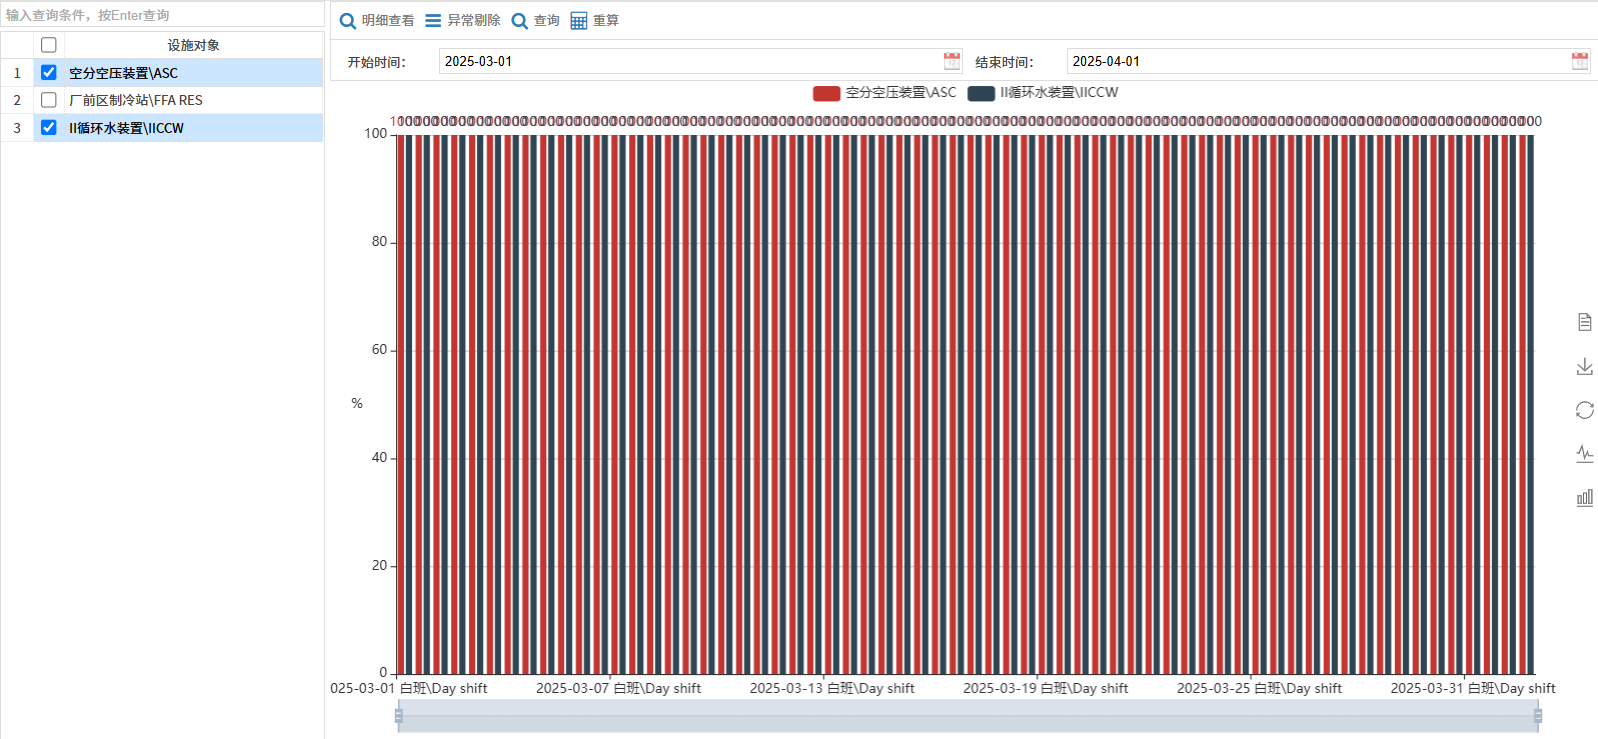 输入查询条件，按Enter查询
设施对象
1 空分空压装置\ASC
2 厂前区制冷站\FFA RES
3 II循环水装置\IICCW
明细查看 异常剔除 查询 重算
开始时间： 2025-03-01 结束时间： 2025-04-01
空分空压装置\ASC II循环水装置\IICCW
100
80
60
%
40
20
0
025-03-01 白班\Day shift 2025-03-07 白班\Day shift 2025-03-13 白班\Day shift 2025-03-19 白班\Day shift 2025-03-25 白班\Day shift 2025-03-31 白班\Day shift